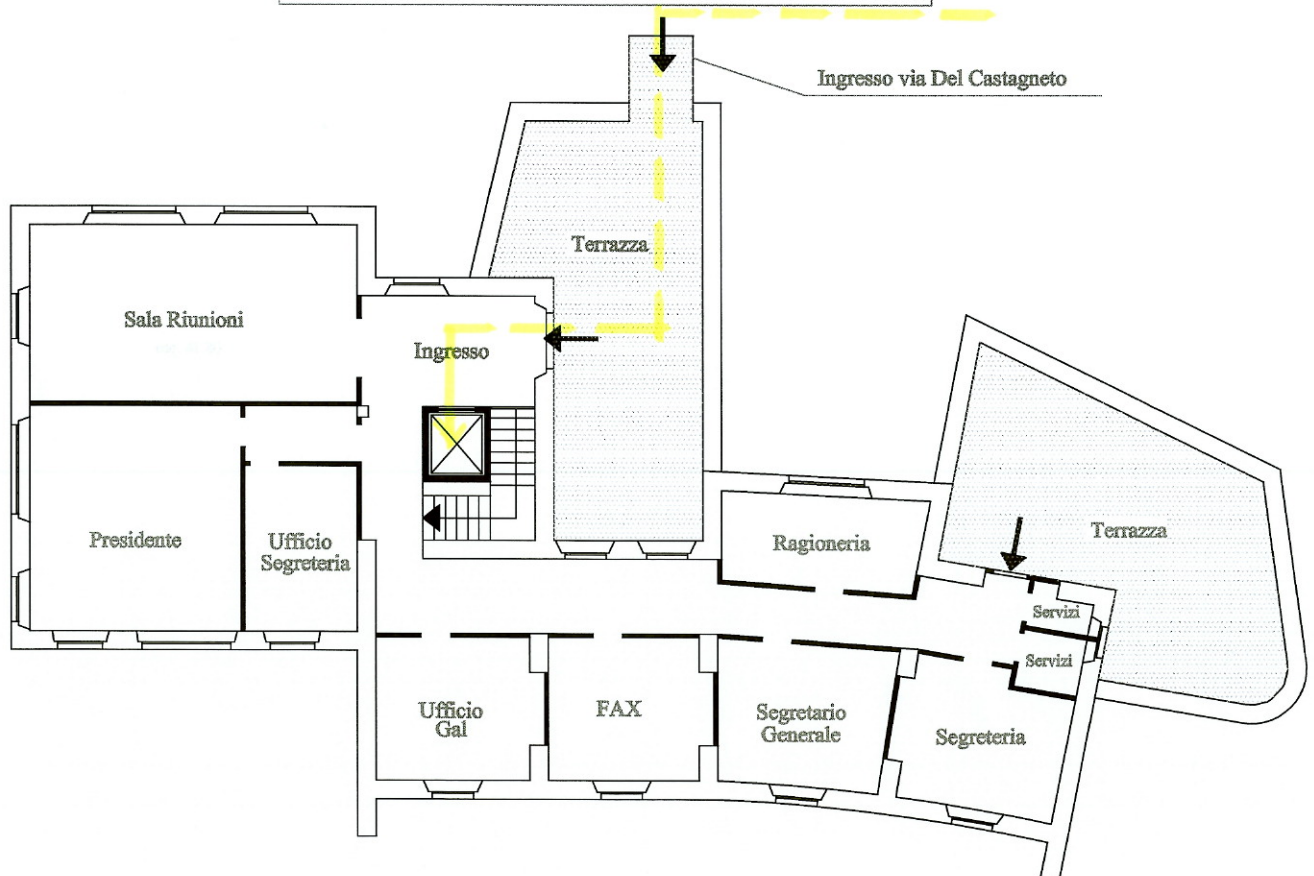 Ingresso via Del Castagneto
Terrazza
Sala Riunioni
Ingresso
Presidente
Ufficio
Segreteria
Ragioneria
Terrazza
Servizi
Servizi
Ufficio
Gal
FAX
Segretario
Generale
Segreteria